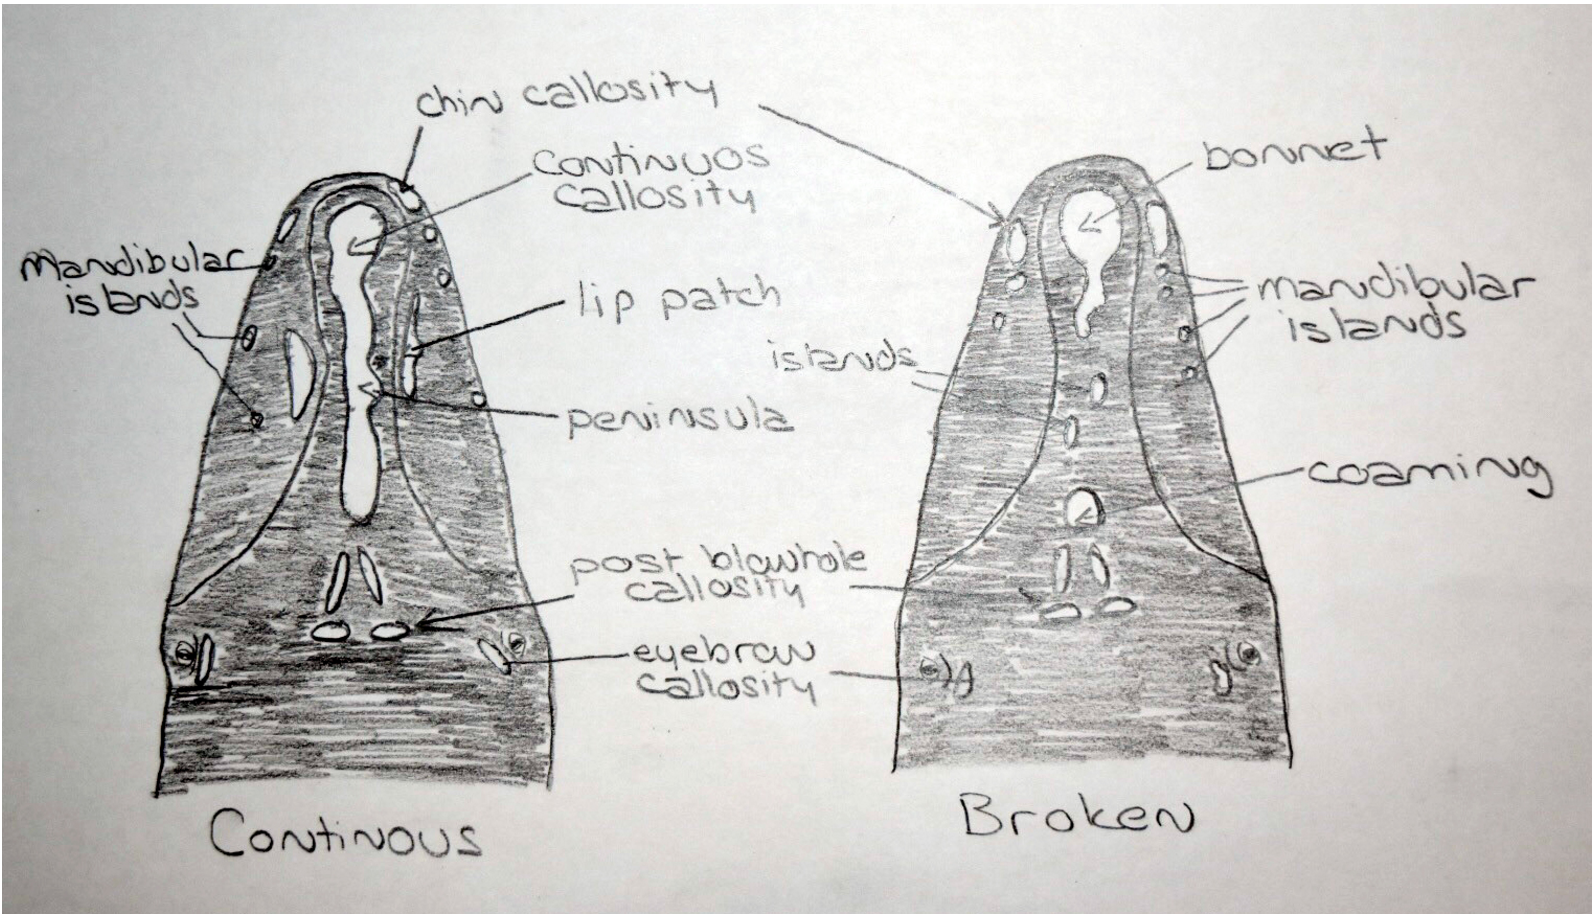 chin callosity
continuos
callosity
bonnet
Mandibular
islands
lip patch
mandibular
islands
islands
peninsula
coaming
post blowhole
callosity
eyebrow
callosity
Continous
Broken